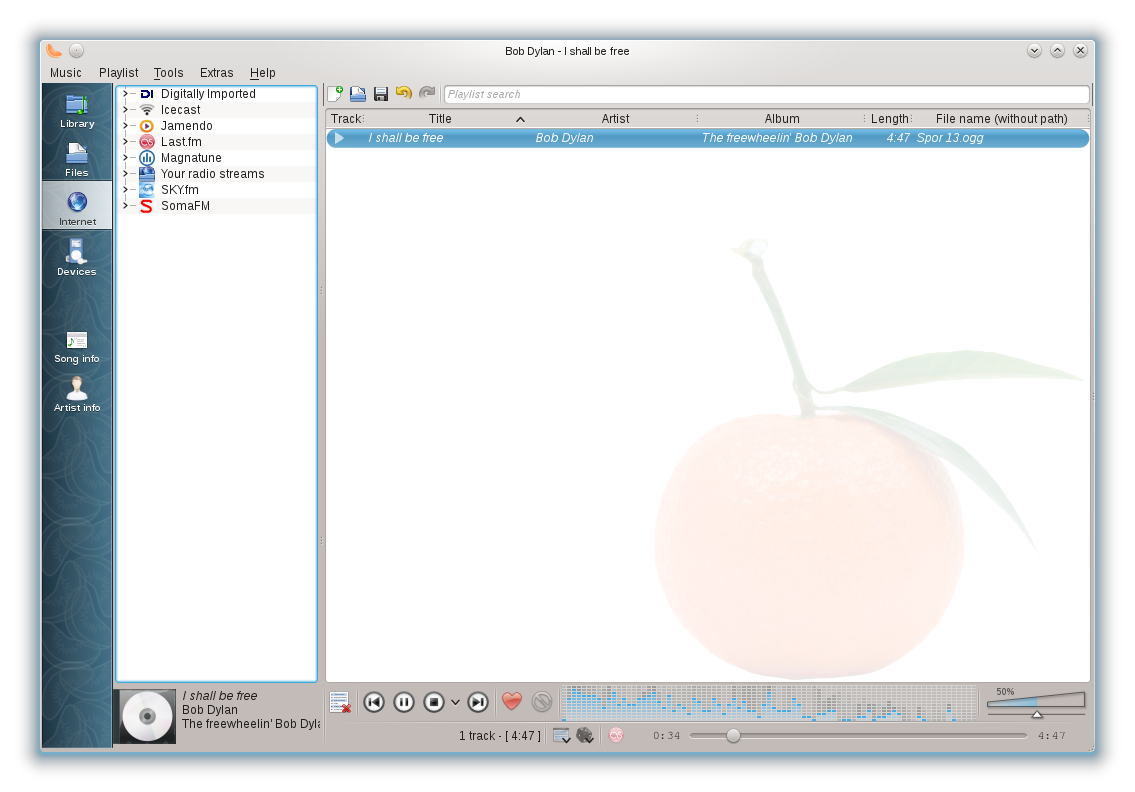 Bob Dylan - I shall be free
Music Playlist Tools Extras Help
Library
Files
Internet
Devices
Song info
Artist info
DI Digitally Imported
Icecast
Jamendo
Last.fm
Magnatune
Your radio streams
SKY.fm
S SomaFM
Playlist search
Track Title Artist Album Length File name (without path)
I shall be free Bob Dylan The freewheelin' Bob Dylan 4:47 Spor 13.ogg
I shall be free
Bob Dylan
The freewheelin' Bob Dyla
50%
1 track - [ 4:47 ] 0:34 4:47